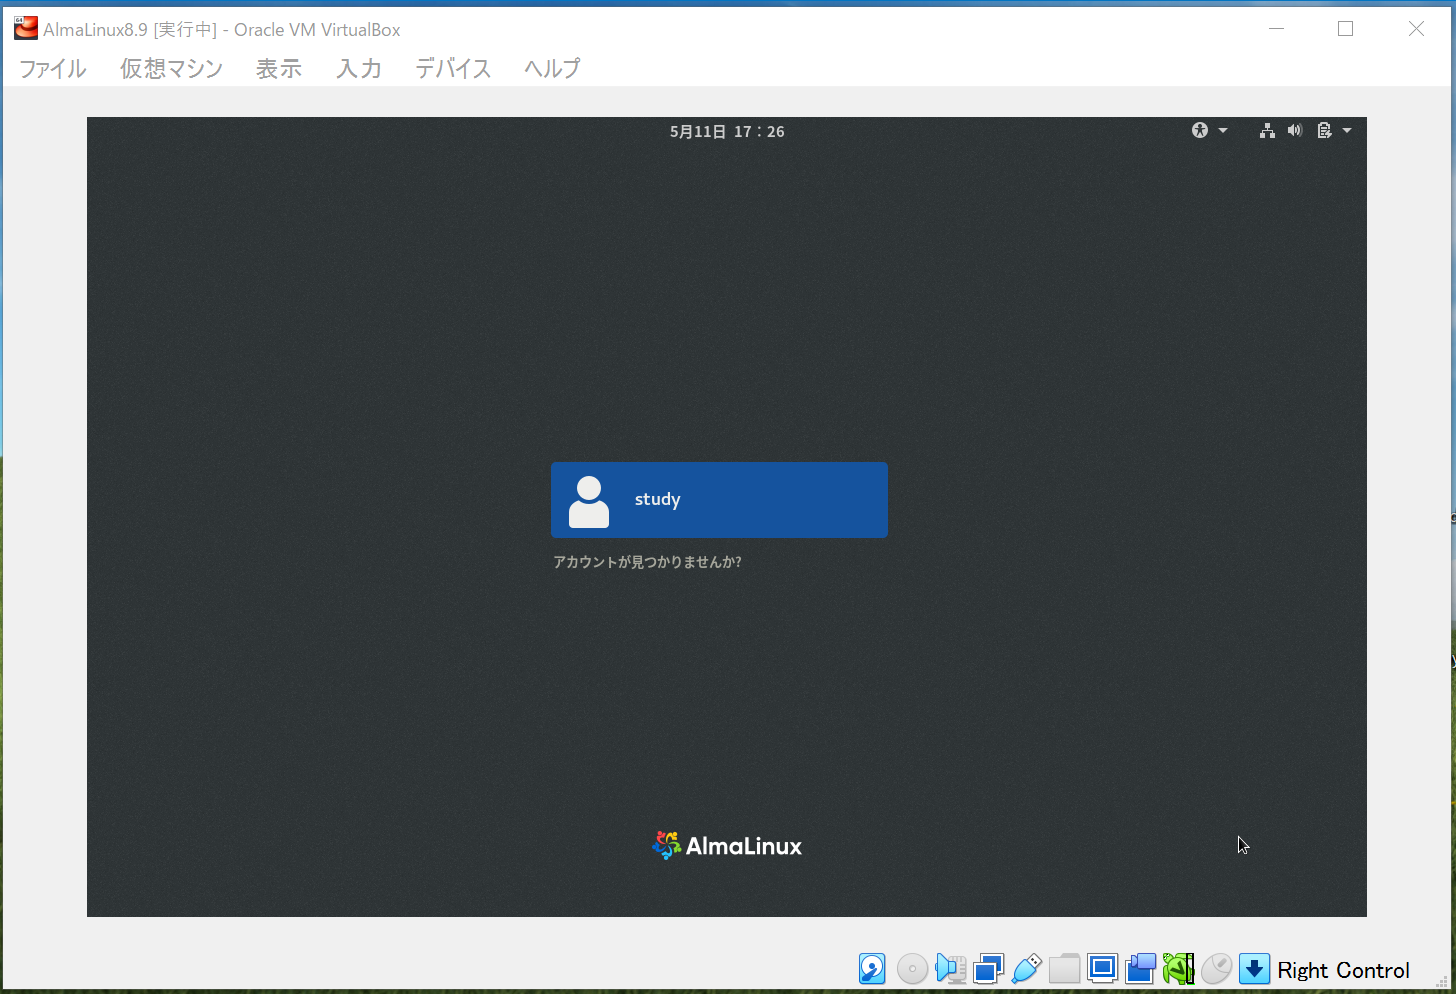 AlmaLinux8.9 [実行中] - Oracle VM VirtualBox
ファイル 仮想マシン 表示 入力 デバイス ヘルプ
5月11日 17：26
study
アカウントが見つかりませんか?
AlmaLinux
Right Control